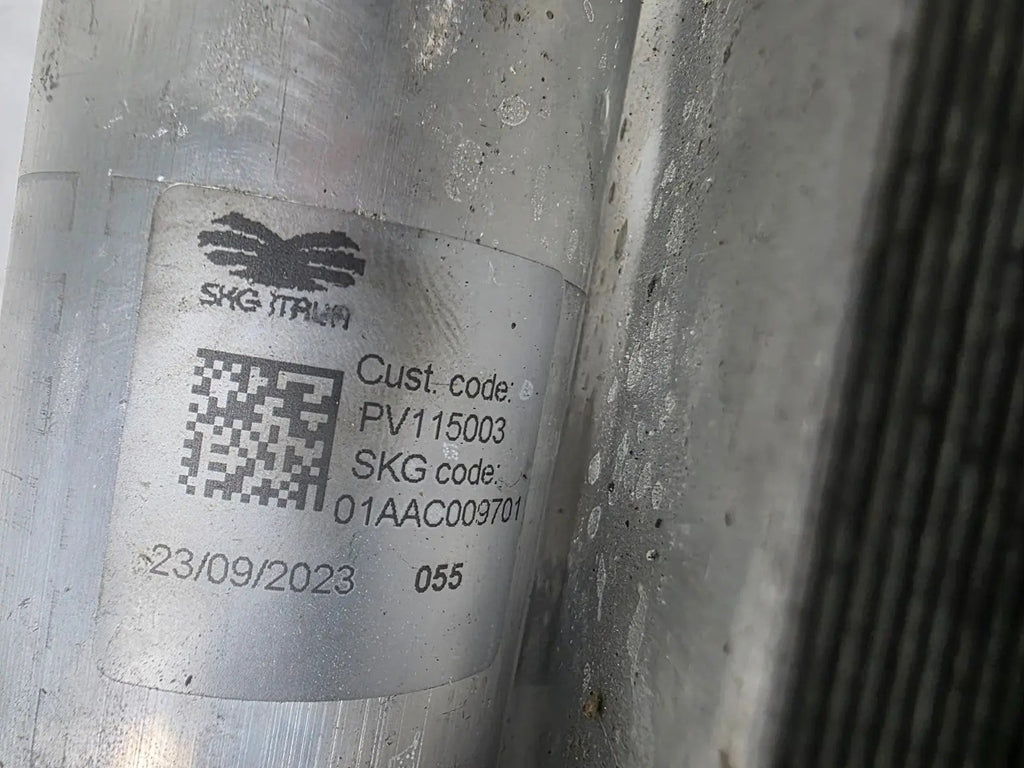 SKG ITALIA
Cust. code:
PV115003
SKG code:
01AAC009701
23/09/2023 055